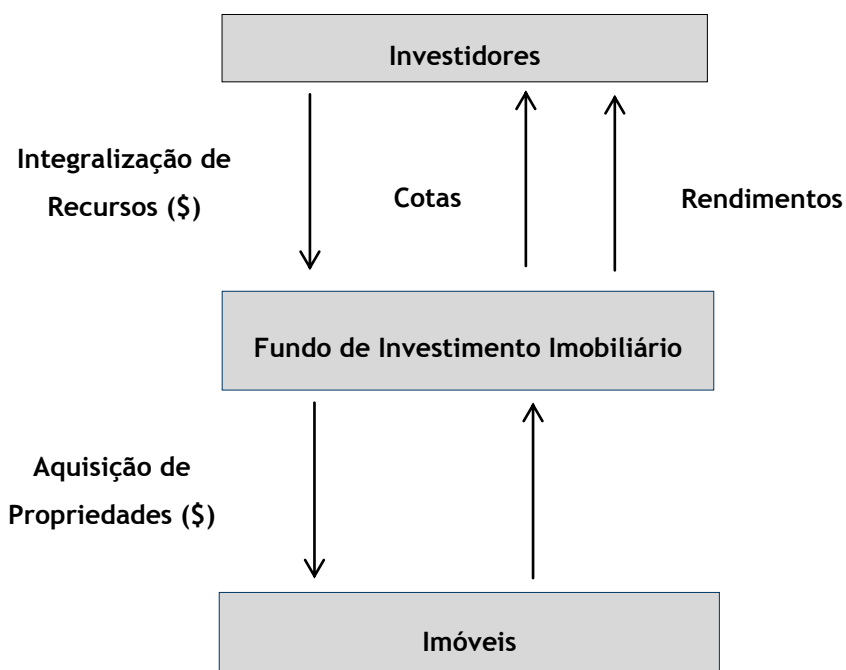 Investidores
Integralização de
Recursos ($)
Cotas
Rendimentos
Fundo de Investimento Imobiliário
Aquisição de
Propriedades ($)
Imóveis